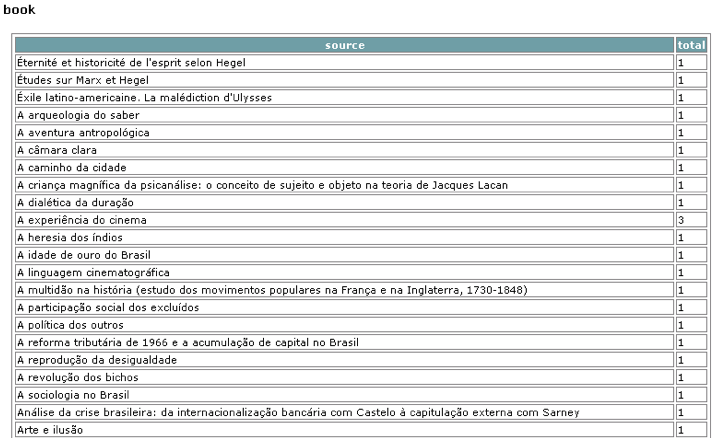 book
source total
Éternité et historicité de l'esprit selon Hegel 1
Études sur Marx et Hegel 1
Éxile latino-americaine. La malédiction d'Ulysses 1
A arqueologia do saber 1
A aventura antropológica 1
A câmara clara 1
A caminho da cidade 1
A criança magnífica da psicanálise: o conceito de sujeito e objeto na teoria de Jacques Lacan 1
A dialética da duração 1
A experiência do cinema 3
A heresia dos índios 1
A idade de ouro do Brasil 1
A linguagem cinematográfica 1
A multidão na história (estudo dos movimentos populares na França e na Inglaterra, 1730-1848) 1
A participação social dos excluídos 1
A política dos outros 1
A reforma tributária de 1966 e a acumulação de capital no Brasil 1
A reprodução da desigualdade 1
A revolução dos bichos 1
A sociologia no Brasil 1
Análise da crise brasileira: da internacionalização bancária com Castelo à capitulação externa com Sarney 1
Arte e ilusão 1